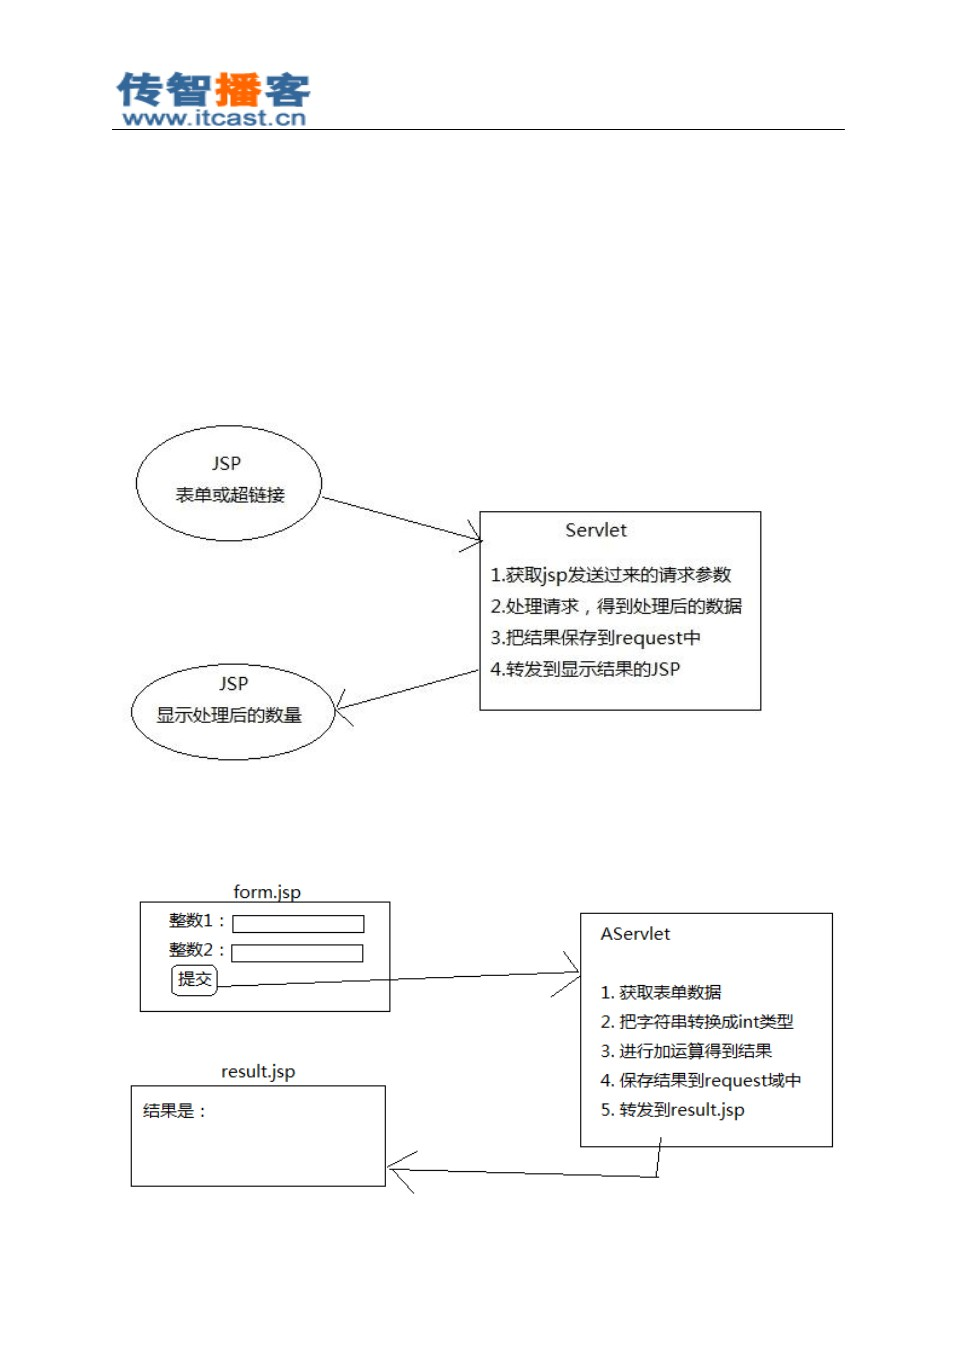 传智播客
www.itcast.cn
JSP
表单或超链接
Servlet
1.获取jsp发送过来的请求参数
2.处理请求，得到处理后的数据
3.把结果保存到request中
4.转发到显示结果的JSP
JSP
显示处理后的数量
form.jsp
整数1：
整数2：
提交
AServlet
1. 获取表单数据
2. 把字符串转换成int类型
3. 进行加运算得到结果
4. 保存结果到request域中
5. 转发到result.jsp
result.jsp
结果是：